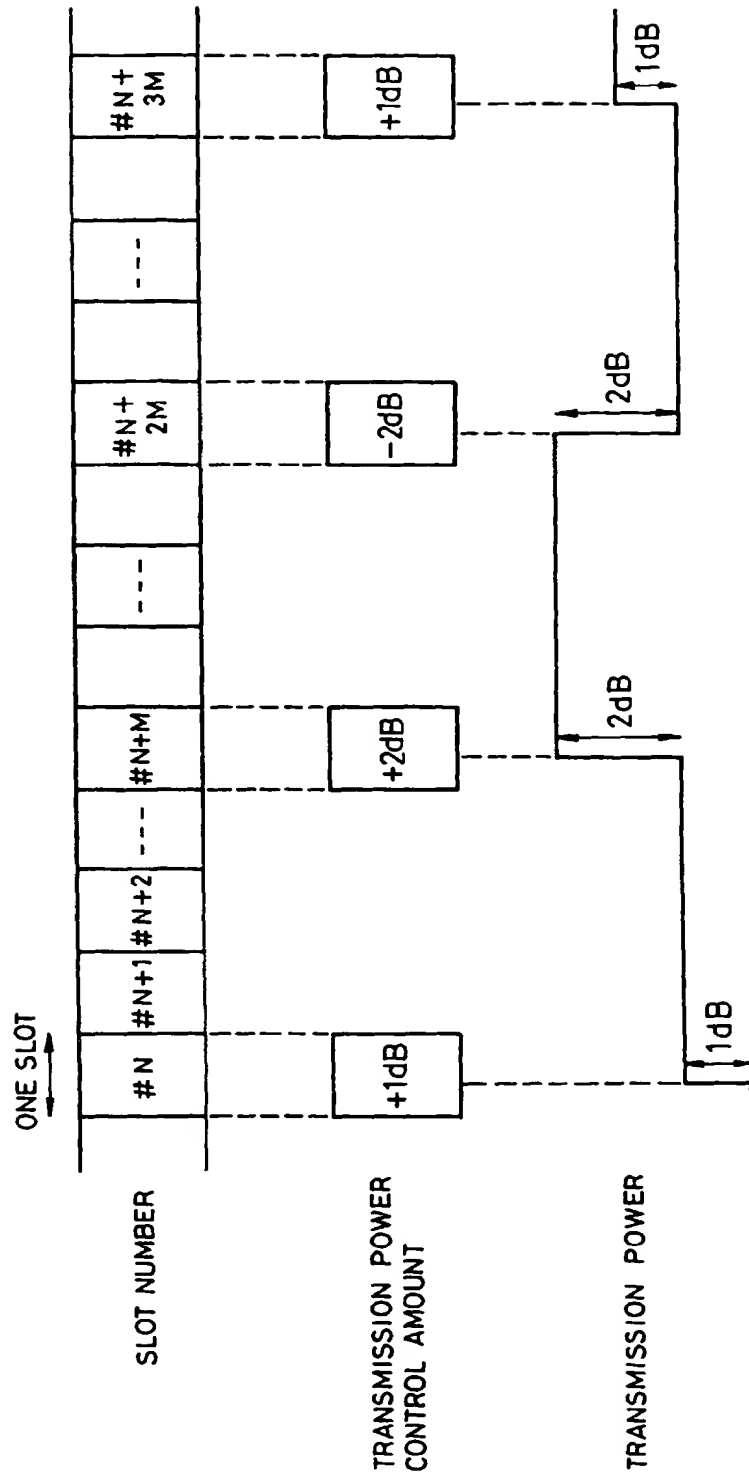 ONE SLOT
SLOT NUMBER
#N
#N+1
#N+2
---
#N+M
---
#N+
2M
---
#N+
3M
TRANSMISSION POWER
CONTROL AMOUNT
+1dB
+2dB
-2dB
+1dB
TRANSMISSION POWER
1dB
2dB
2dB
1dB